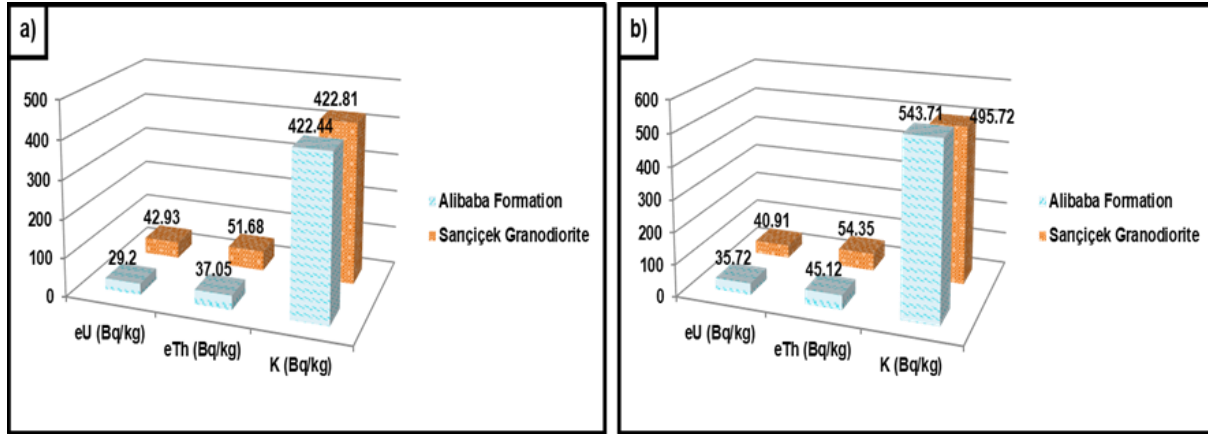 a)
500
400
300
200
100
0
422.81
422.44
42.93
51.68
29.2
37.05
eU (Bq/kg)
eTh (Bq/kg)
K (Bq/kg)
Alibaba Formation
Sarıçiçek Granodiorite
b)
600
500
400
300
200
100
0
543.71
495.72
40.91
54.35
35.72
45.12
eU (Bq/kg)
eTh (Bq/kg)
K (Bq/kg)
Alibaba Formation
Sarıçiçek Granodiorite